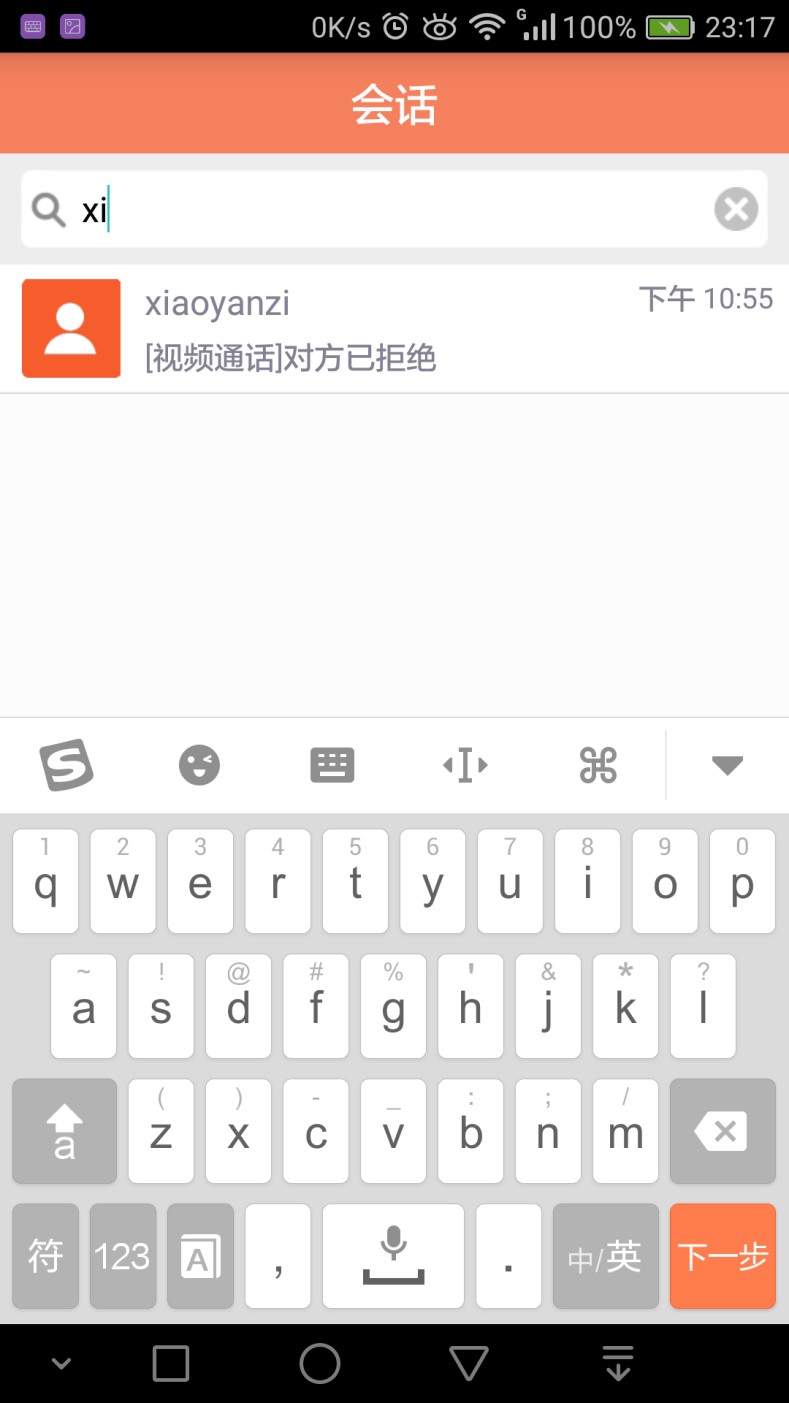 0K/s G 100% 23:17
会话
xi
xiaoyanzi 下午 10:55
[视频通话]对方已拒绝
1 2 3 4 5 6 7 8 9 0
q w e r t y u i o p
~ ! @ # % ' & * ?
a s d f g h j k l
( ) - _ : ; /
a z x c v b n m
符 123 A , . 中/英 下一步